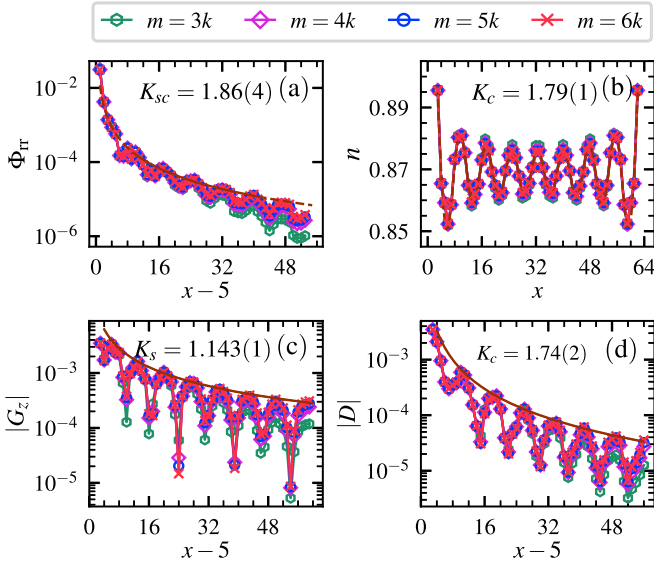 m = 3k m = 4k m = 5k m = 6k
K_sc = 1.86(4) (a)
Φ_rr
10^−2
10^−4
10^−6
0 16 32 48
x − 5
K_c = 1.79(1) (b)
n
0.89
0.87
0.85
0 16 32 48 64
x
K_s = 1.143(1) (c)
|G_z|
10^−3
10^−4
10^−5
0 16 32 48
x − 5
K_c = 1.74(2) (d)
|D|
10^−3
10^−4
10^−5
0 16 32 48
x − 5